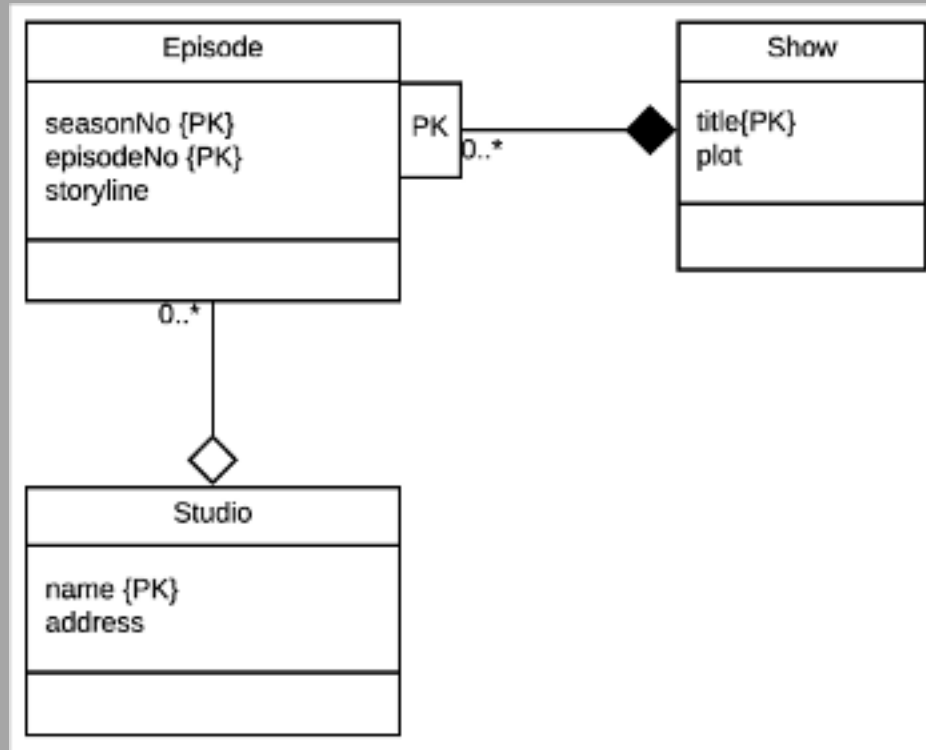 Episode
seasonNo {PK}
episodeNo {PK}
storyline
PK
0..*
Show
title{PK}
plot
0..*
Studio
name {PK}
address